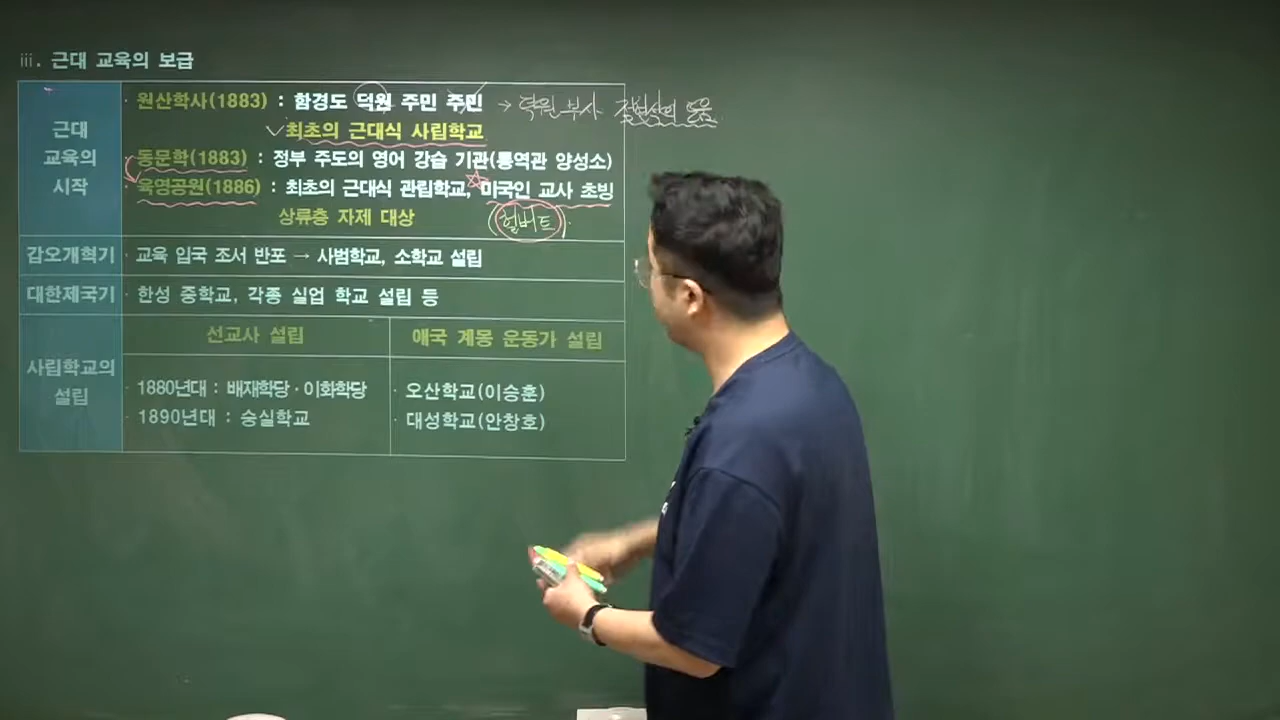 ⅲ. 근대 교육의 보급
근대
교육의
시작
· 원산학사(1883) : 함경도 덕원 주민 주민 → 덕원 부사 정현석의 도움
✓최초의 근대식 사립학교
· 동문학(1883) : 정부 주도의 영어 강습 기관(통역관 양성소)
· 육영공원(1886) : 최초의 근대식 관립학교, 미국인 교사 초빙
상류층 자제 대상
헐버트
갑오개혁기
· 교육 입국 조서 반포 → 사범학교, 소학교 설립
대한제국기
· 한성 중학교, 각종 실업 학교 설립 등
사립학교의
설립
선교사 설립
애국 계몽 운동가 설립
· 1880년대 : 배재학당 · 이화학당
· 1890년대 : 숭실학교
· 오산학교(이승훈)
· 대성학교(안창호)